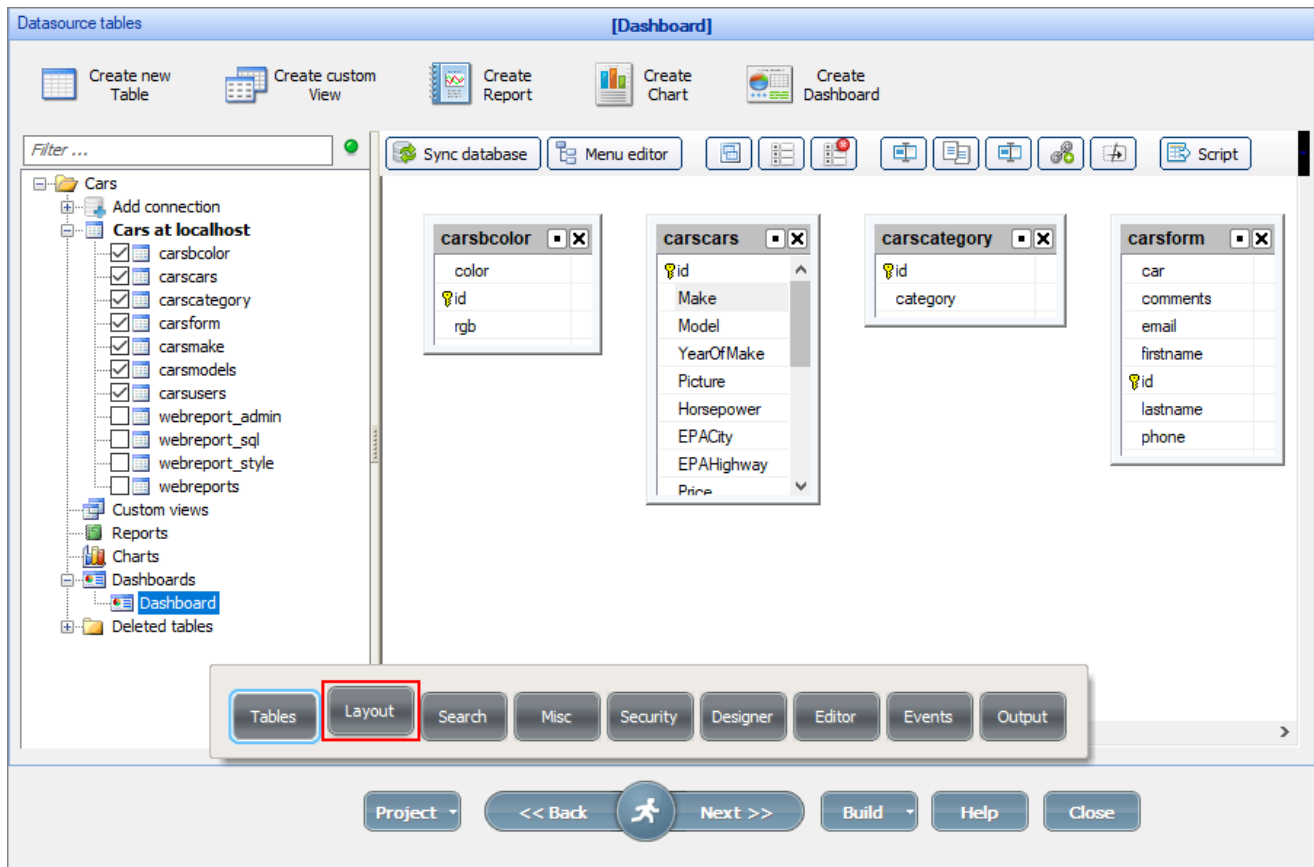 Datasource tables
[Dashboard]
Create new
Table
Create custom
View
Create
Report
Create
Chart
Create
Dashboard
Filter ...
Sync database
Menu editor
Script
Cars
Add connection
Cars at localhost
carsbcolor
carscars
carscategory
carsform
carsmake
carsmodels
carsusers
webreport_admin
webreport_sql
webreport_style
webreports
Custom views
Reports
Charts
Dashboards
Dashboard
Deleted tables
carsbcolor
color
id
rgb
carscars
id
Make
Model
YearOfMake
Picture
Horsepower
EPACity
EPAHighway
Price
carscategory
id
category
carsform
car
comments
email
firstname
id
lastname
phone
Tables
Layout
Search
Misc
Security
Designer
Editor
Events
Output
Project
<< Back
Next >>
Build
Help
Close